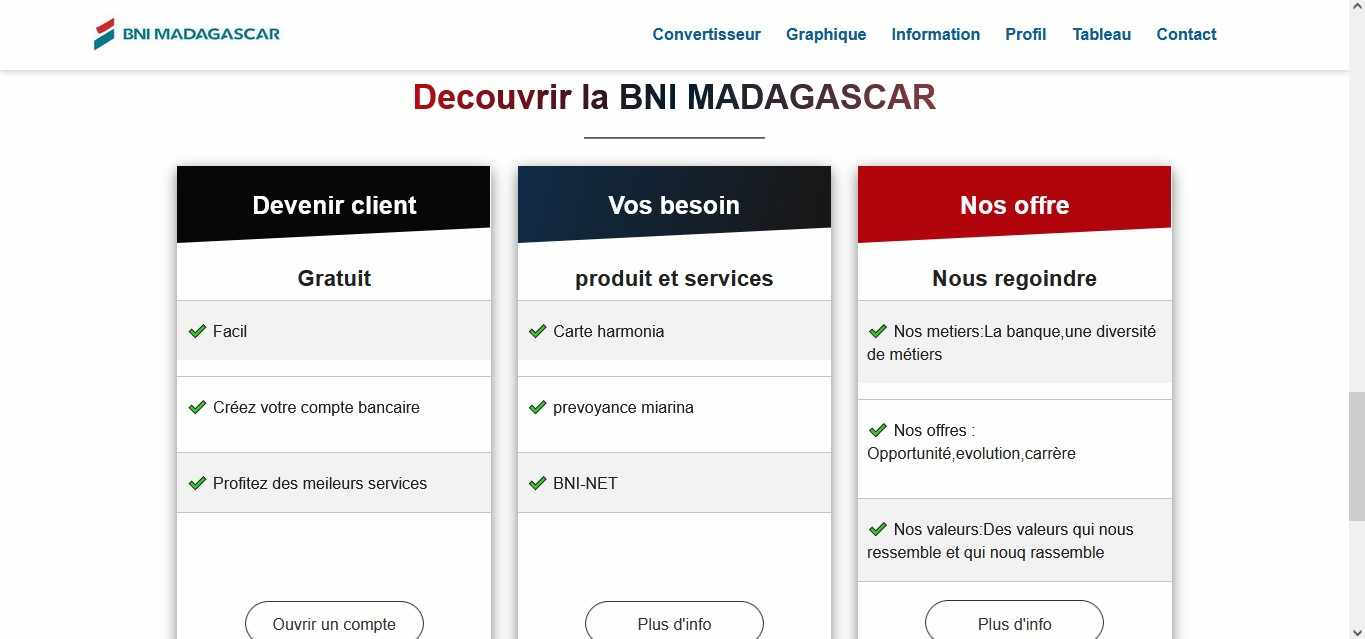 BNI MADAGASCAR
Convertisseur Graphique Information Profil Tableau Contact
Decouvrir la BNI MADAGASCAR
Devenir client
Gratuit
Facil
Créez votre compte bancaire
Profitez des meileurs services
Ouvrir un compte
Vos besoin
produit et services
Carte harmonia
prevoyance miarina
BNI-NET
Plus d'info
Nos offre
Nous regoindre
Nos metiers:La banque,une diversité
de métiers
Nos offres :
Opportunité,evolution,carrère
Nos valeurs:Des valeurs qui nous
ressemble et qui nouq rassemble
Plus d'info